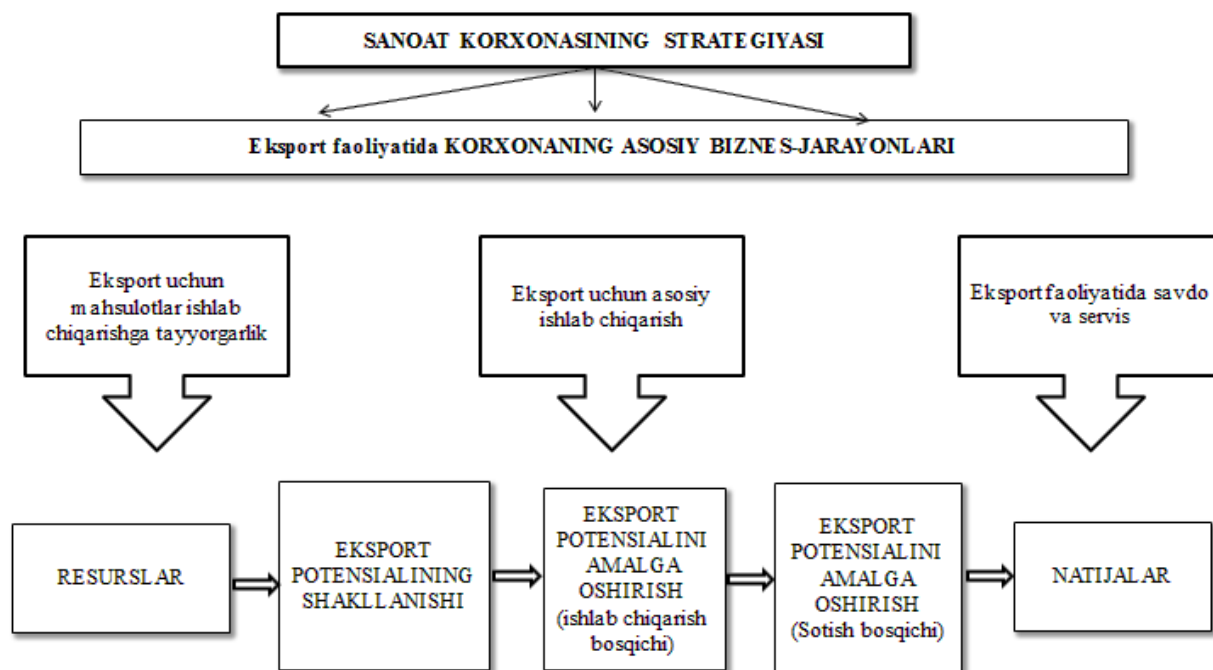 SANOAT KORXONASINING STRATEGIYASI
Eksport faoliyatida KORXONANING ASOSIY BIZNES-JARAYONLARI
Eksport uchun
mahsulotlar ishlab
chiqarishga tayyorgarlik
Eksport uchun asosiy
ishlab chiqarish
Eksport faoliyatida savdo
va servis
RESURSLAR
EKSPORT
POTENSIALINING
SHAKLLANISHI
EKSPORT
POTENSIALINI
AMALGA
OSHIRISH
(ishlab chiqarish
bosqichi)
EKSPORT
POTENSIALINI
AMALGA
OSHIRISH
(Sotish bosqichi)
NATIJALAR